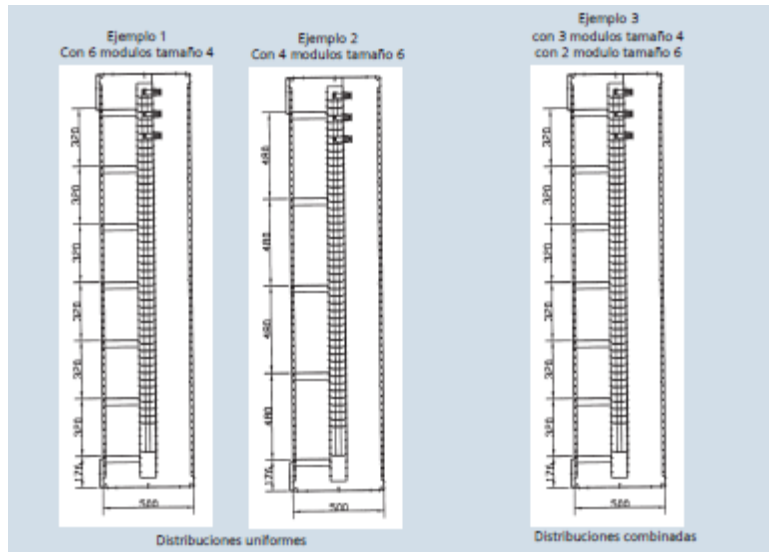 Ejemplo 1
Con 6 modulos tamaño 4
Ejemplo 2
Con 4 modulos tamaño 6
Ejemplo 3
con 3 modulos tamaño 4
con 2 modulo tamaño 6
320
320
320
320
320
320
176
500
480
480
480
480
176
500
320
320
320
320
320
320
176
500
Distribuciones uniformes
Distribuciones combinadas